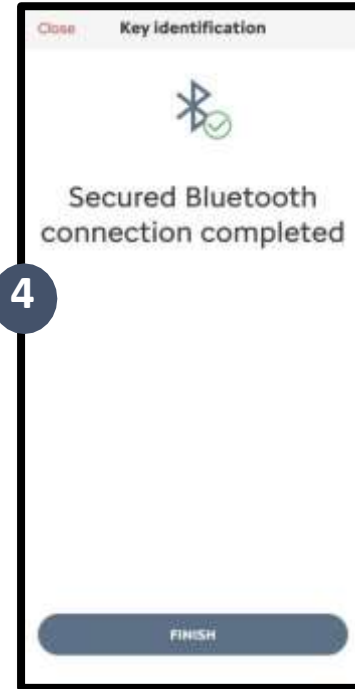 Close Key identification
Secured Bluetooth
connection completed
4
FINISH